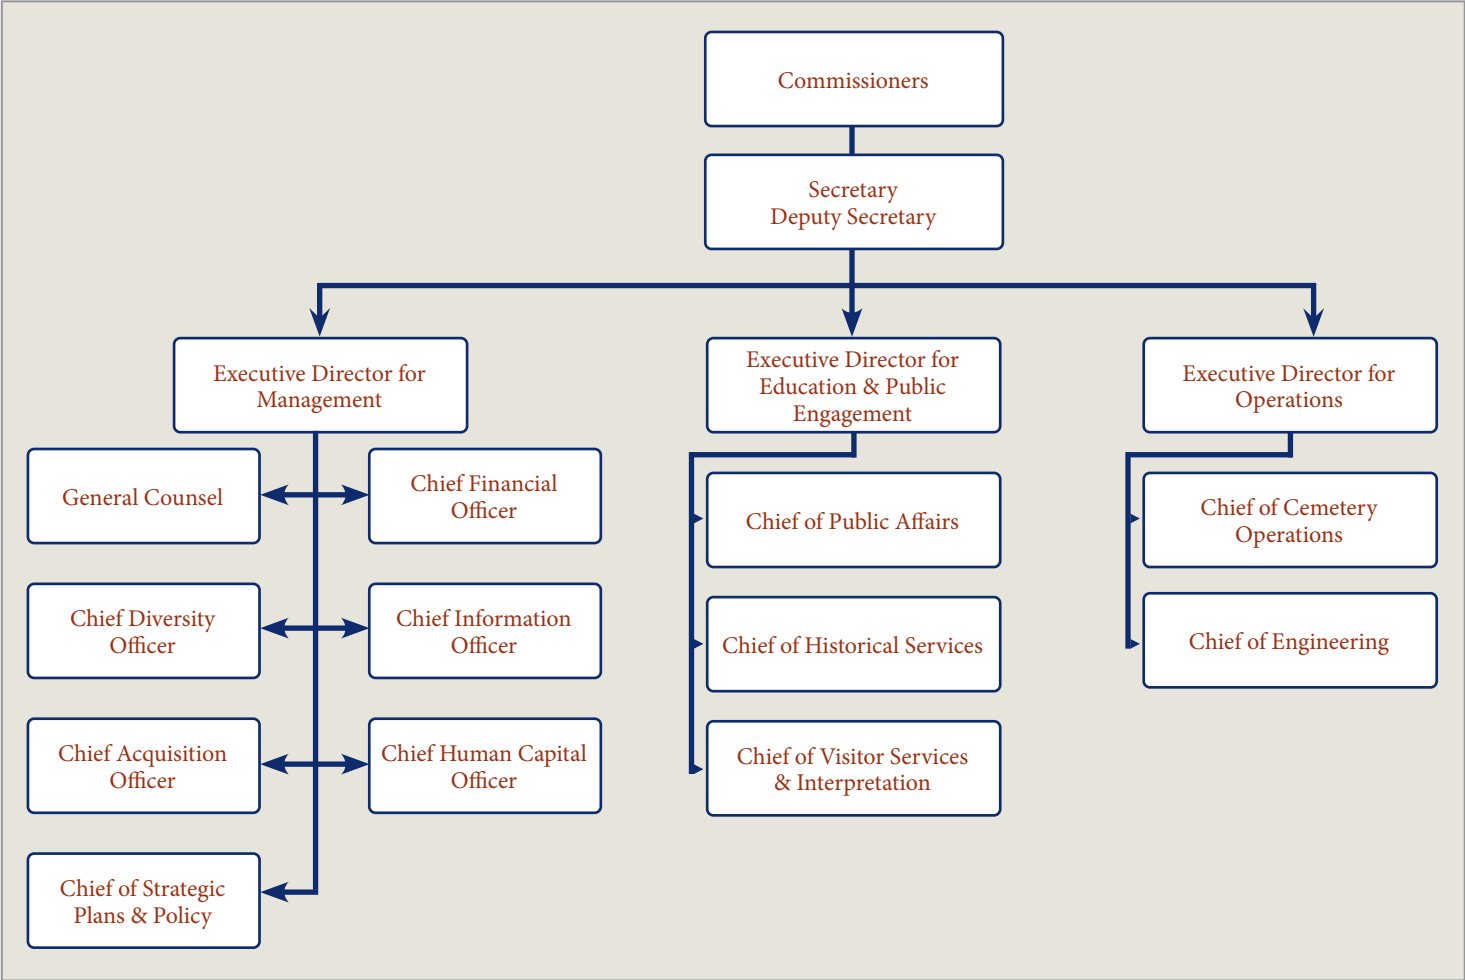 Commissioners
Secretary
Deputy Secretary
Executive Director for
Management
Executive Director for
Education & Public
Engagement
Executive Director for
Operations
General Counsel
Chief Financial
Officer
Chief Diversity
Officer
Chief Information
Officer
Chief Acquisition
Officer
Chief Human Capital
Officer
Chief of Strategic
Plans & Policy
Chief of Public Affairs
Chief of Historical Services
Chief of Visitor Services
& Interpretation
Chief of Cemetery
Operations
Chief of Engineering